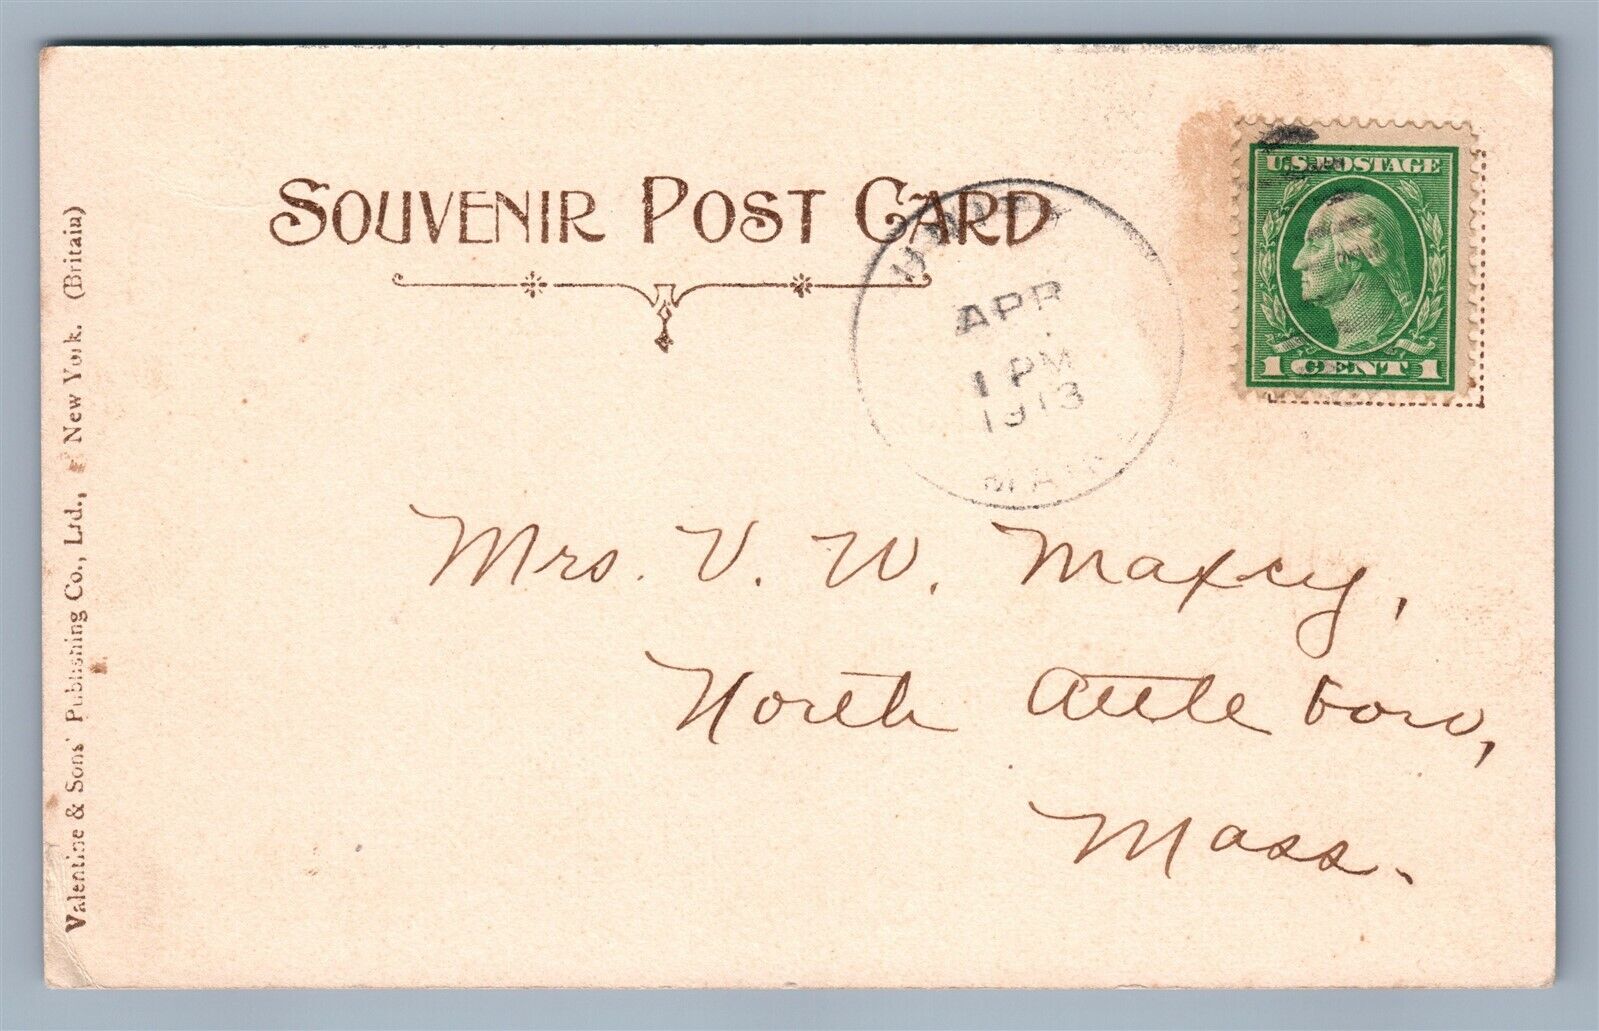 SOUVENIR POST CARD
U.S. POSTAGE
1 CENT 1
APR
1 PM
1913
Mrs. V. W. Maxcy,
North Attleboro,
Mass.
Valentine & Sons' Publishing Co., Ltd., New York. (Britain)